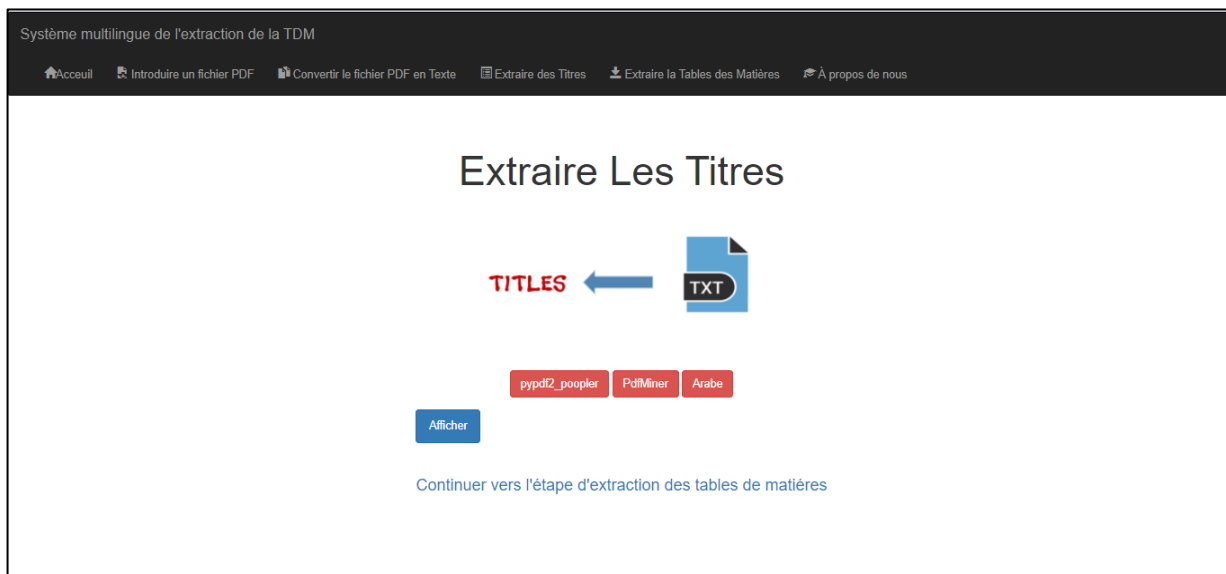 Système multilingue de l'extraction de la TDM
Acceuil Introduire un fichier PDF Convertir le fichier PDF en Texte Extraire des Titres Extraire la Tables des Matières À propos de nous
Extraire Les Titres
TITLES TXT
pypdf2_poopler PdfMiner Arabe
Afficher
Continuer vers l'étape d'extraction des tables de matiéres